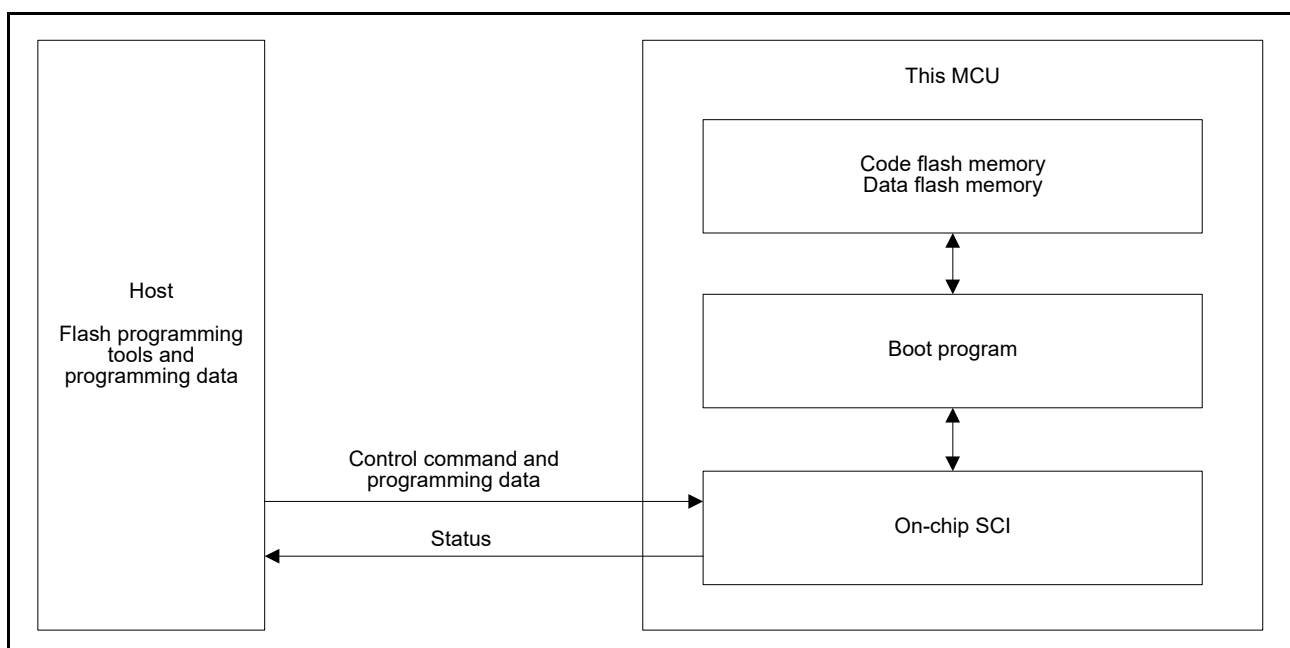 Host
Flash programming
tools and
programming data
Control command and
programming data
Status
This MCU
Code flash memory
Data flash memory
Boot program
On-chip SCI